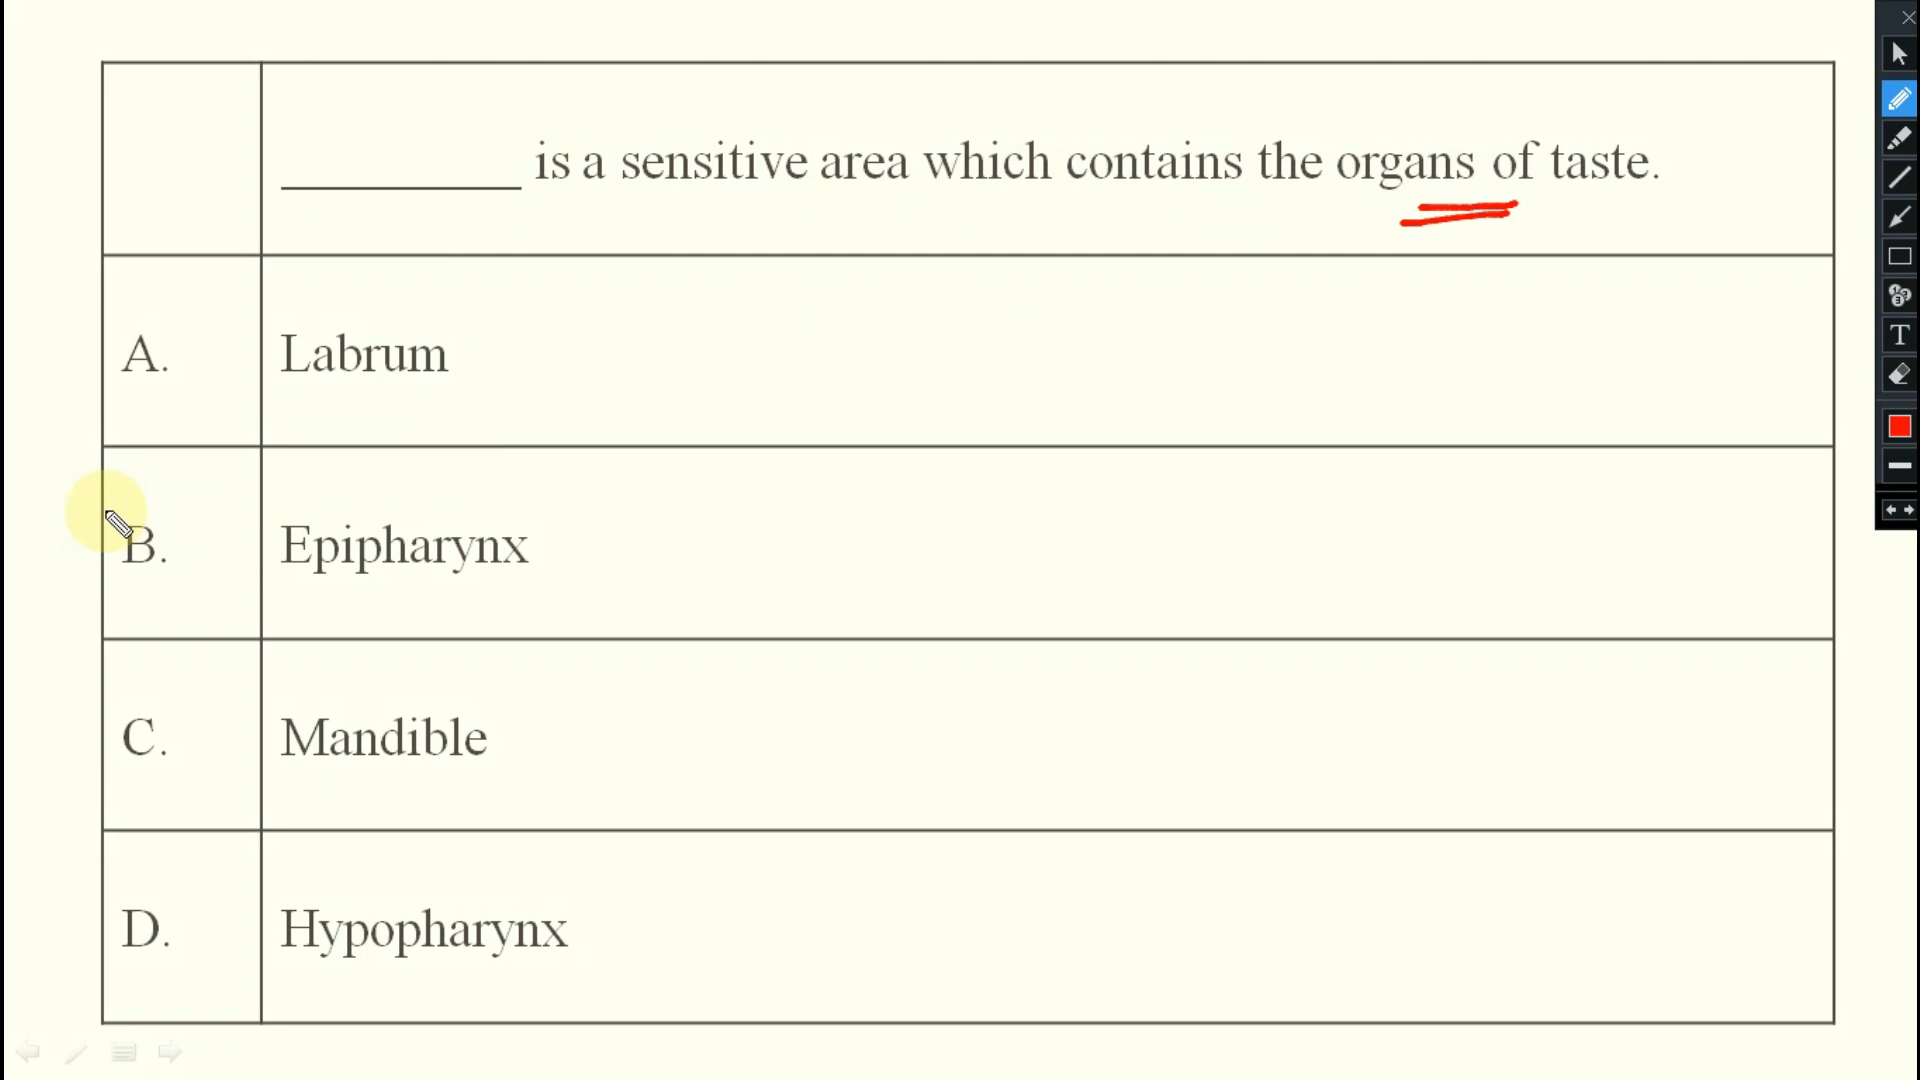 __________ is a sensitive area which contains the organs of taste.
A. Labrum
B. Epipharynx
C. Mandible
D. Hypopharynx
T